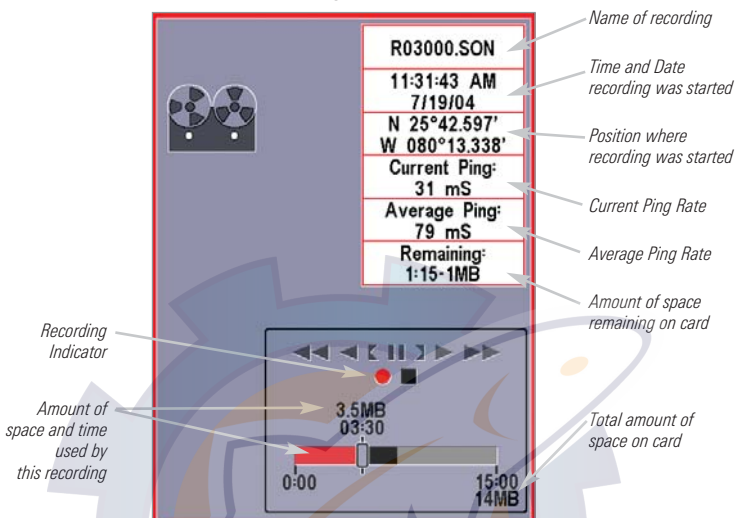 R03000.SON
11:31:43 AM
7/19/04
N 25°42.597'
W 080°13.338'
Current Ping:
31 mS
Average Ping:
79 mS
Remaining:
1:15-1MB
Name of recording
Time and Date
recording was started
Position where
recording was started
Current Ping Rate
Average Ping Rate
Amount of space
remaining on card
Recording
Indicator
Amount of
space and time
used by
this recording
3.5MB
03:30
0:00
15:00
14MB
Total amount of
space on card